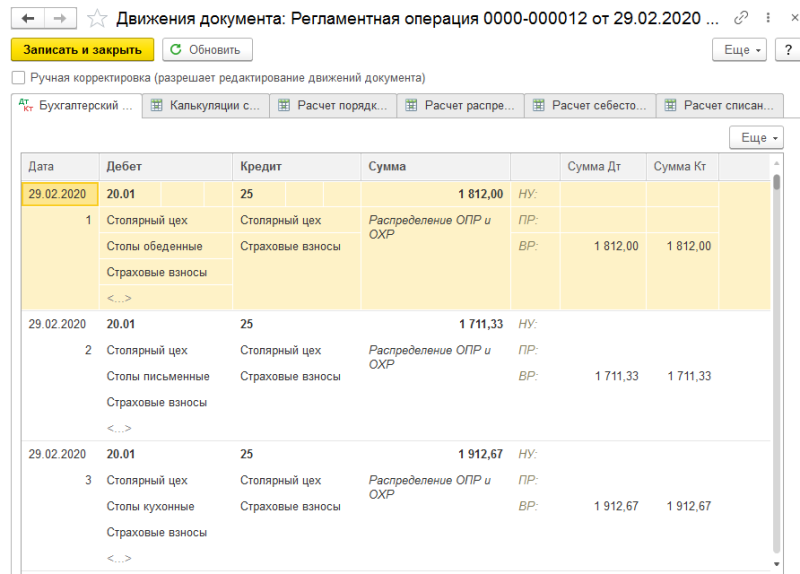 Движения документа: Регламентная операция 0000-000012 от 29.02.2020 ...
Записать и закрыть Обновить Еще ?
Ручная корректировка (разрешает редактирование движений документа)
Дт Кт Бухгалтерский ... Калькуляции с... Расчет порядк... Расчет распре... Расчет себесто... Расчет списан...
Еще
Дата Дебет Кредит Сумма Сумма Дт Сумма Кт
29.02.2020 20.01 25 1 812,00 НУ:
1 Столярный цех Столярный цех Распределение ОПР и ПР:
Столы обеденные Страховые взносы ОХР ВР: 1 812,00 1 812,00
Страховые взносы
<...>
29.02.2020 20.01 25 1 711,33 НУ:
2 Столярный цех Столярный цех Распределение ОПР и ПР:
Столы письменные Страховые взносы ОХР ВР: 1 711,33 1 711,33
Страховые взносы
<...>
29.02.2020 20.01 25 1 912,67 НУ:
3 Столярный цех Столярный цех Распределение ОПР и ПР:
Столы кухонные Страховые взносы ОХР ВР: 1 912,67 1 912,67
Страховые взносы
<...>